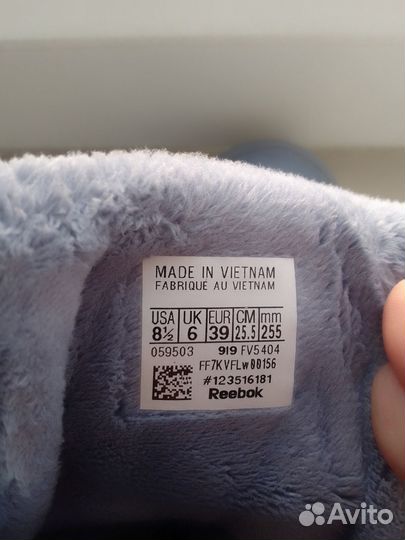 MADE IN VIETNAM
FABRIQUE AU VIETNAM
USA UK EUR CM mm
8½ 6 39 25.5 255
059503 919 FV5404
FF7KVFLw00156
#123516181
Reebok
Avito